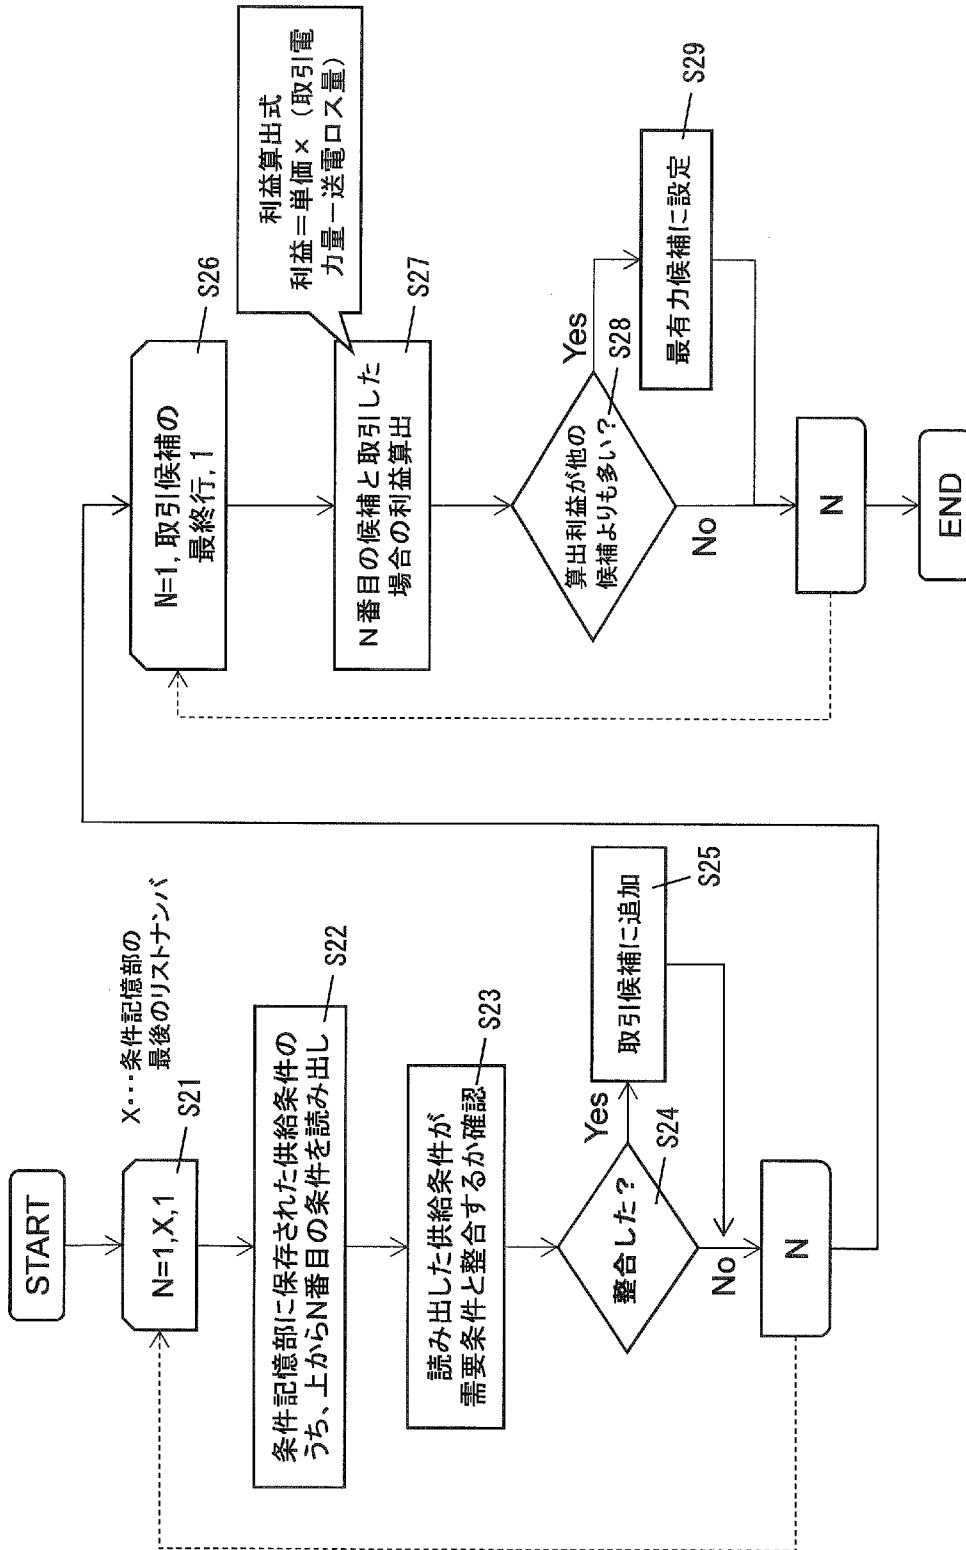 START
X・・・条件記憶部の
最後のリストナンバ
N=1,X,1
S21
条件記憶部に保存された供給条件の
うち、上からN番目の条件を読み出し
S22
読み出した供給条件が
需要条件と整合するか確認
S23
整合した？
S24
Yes
取引候補に追加
S25
No
N
N=1,取引候補の
最終行,1
S26
利益算出式
利益＝単価×（取引電
力量－送電ロス量）
N番目の候補と取引した
場合の利益算出
S27
算出利益が他の
候補よりも多い？
S28
Yes
最有力候補に設定
S29
No
N
END